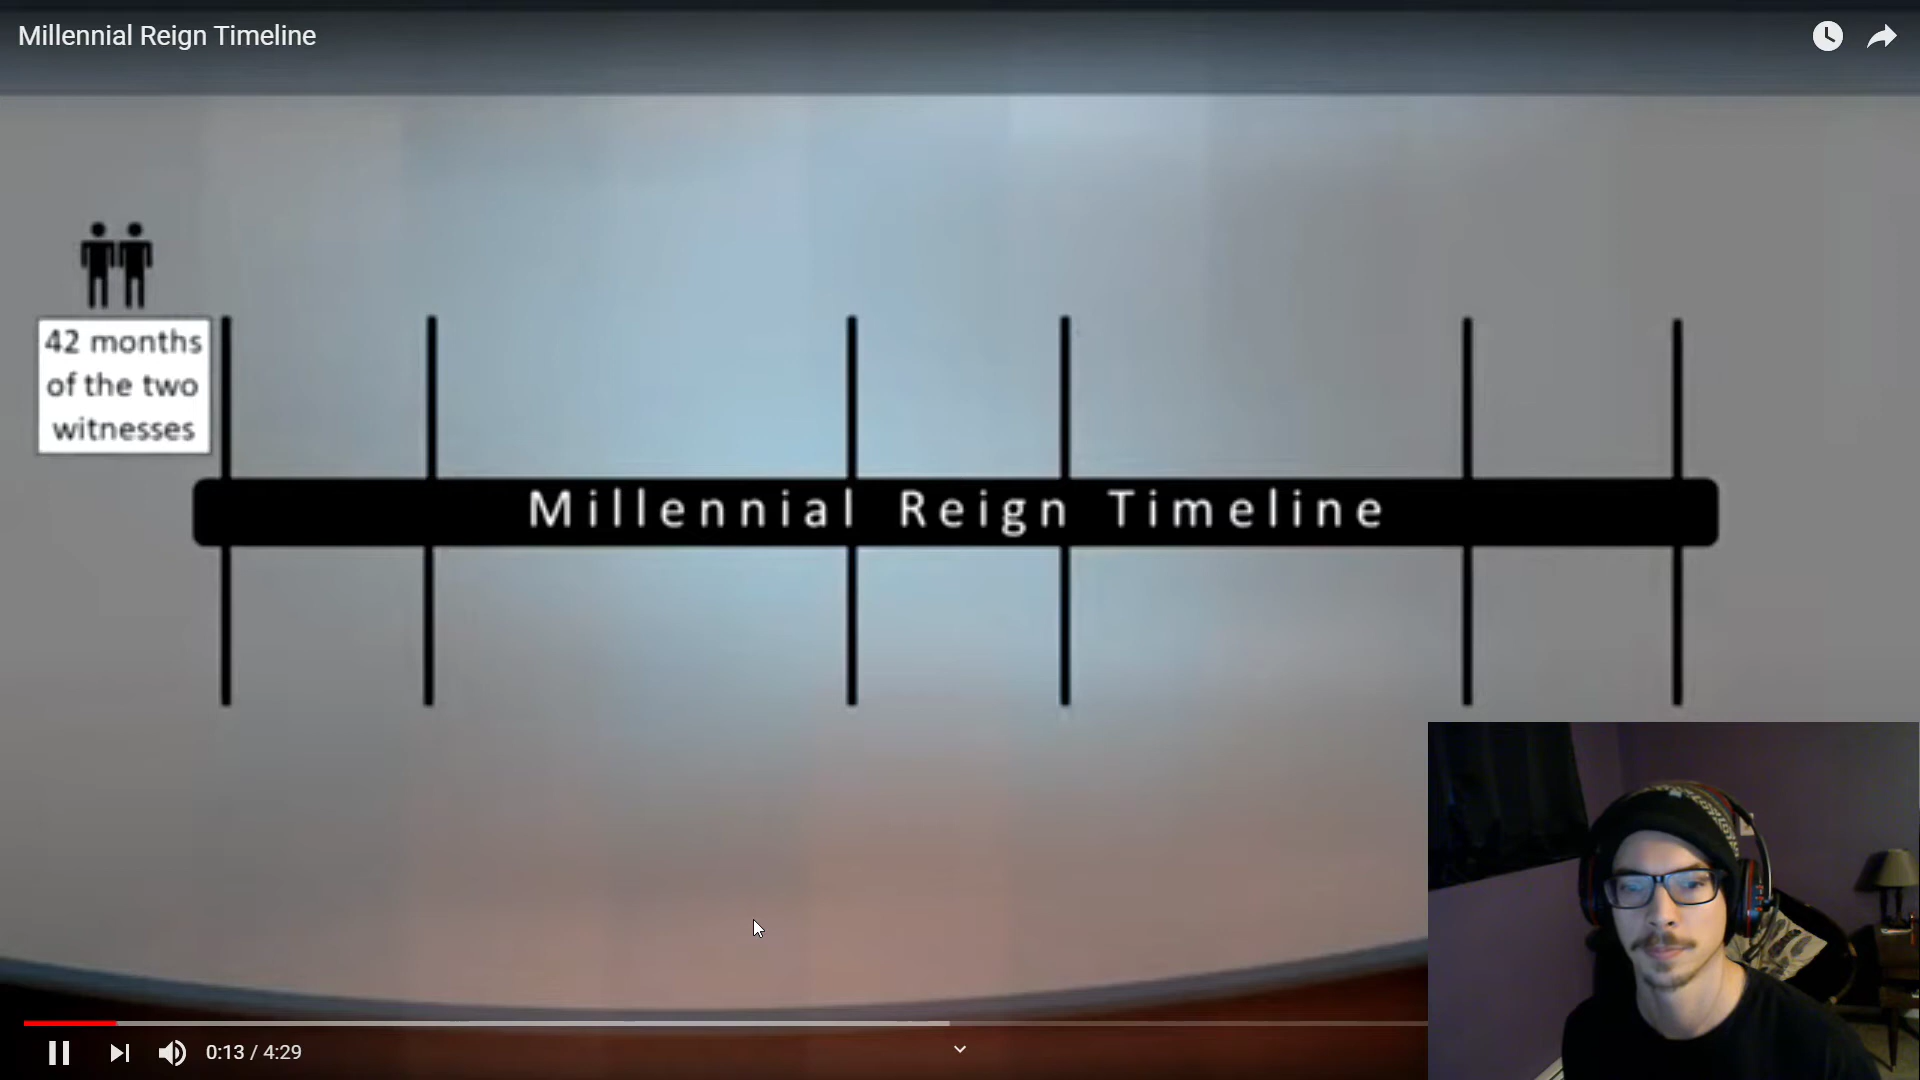 Millennial Reign Timeline
42 months
of the two
witnesses
Millennial Reign Timeline
0:13 / 4:29